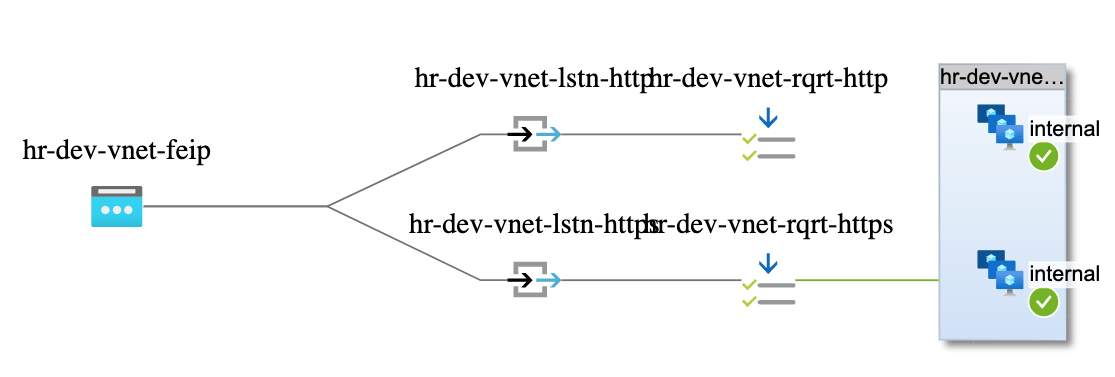 hr-dev-vnet-feip
hr-dev-vnet-lstn-http
hr-dev-vnet-rqrt-http
hr-dev-vnet-lstn-https
hr-dev-vnet-rqrt-https
hr-dev-vne...
internal
internal